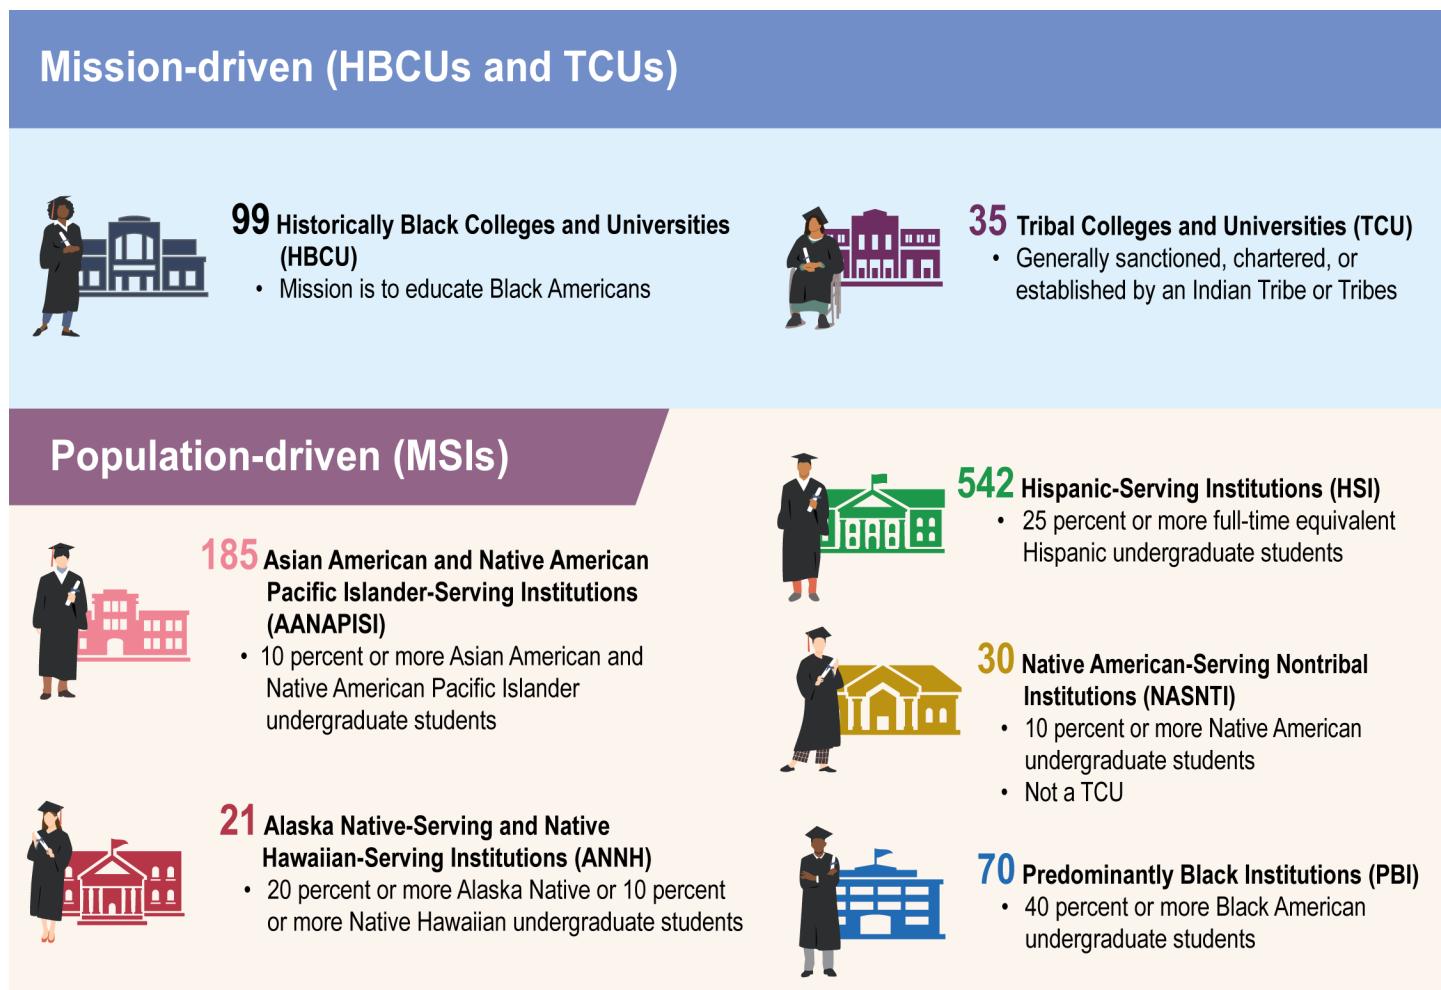 Mission-driven (HBCUs and TCUs)
99 Historically Black Colleges and Universities
(HBCU)
• Mission is to educate Black Americans
35 Tribal Colleges and Universities (TCU)
• Generally sanctioned, chartered, or
established by an Indian Tribe or Tribes
Population-driven (MSIs)
185 Asian American and Native American
Pacific Islander-Serving Institutions
(AANAPISI)
• 10 percent or more Asian American and
Native American Pacific Islander
undergraduate students
21 Alaska Native-Serving and Native
Hawaiian-Serving Institutions (ANNH)
• 20 percent or more Alaska Native or 10 percent
or more Native Hawaiian undergraduate students
542 Hispanic-Serving Institutions (HSI)
• 25 percent or more full-time equivalent
Hispanic undergraduate students
30 Native American-Serving Nontribal
Institutions (NASNTI)
• 10 percent or more Native American
undergraduate students
• Not a TCU
70 Predominantly Black Institutions (PBI)
• 40 percent or more Black American
undergraduate students